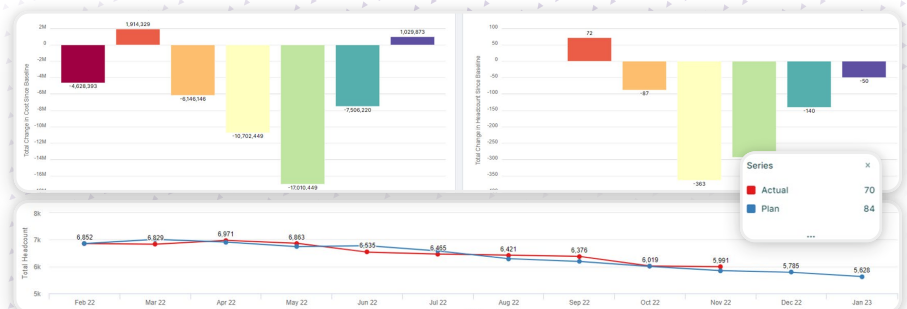 Total Change in Cost Since Baseline
2M
0
-2M
-4M
-6M
-8M
-10M
-12M
-14M
-16M
-4,628,393
1,914,329
-6,146,146
-10,702,449
-17,010,449
-7,506,220
1,029,873
Total Change in Headcount Since Baseline
100
50
0
-50
-100
-150
-200
-250
-300
-350
72
-87
-363
-140
-50
Series ×
Actual 70
Plan 84
...
Total Headcount
8k
7k
6k
5k
6,852
6,829
6,971
6,863
6,535
6,465
6,421
6,376
6,019
5,991
5,785
5,628
Feb 22
Mar 22
Apr 22
May 22
Jun 22
Jul 22
Aug 22
Sep 22
Oct 22
Nov 22
Dec 22
Jan 23